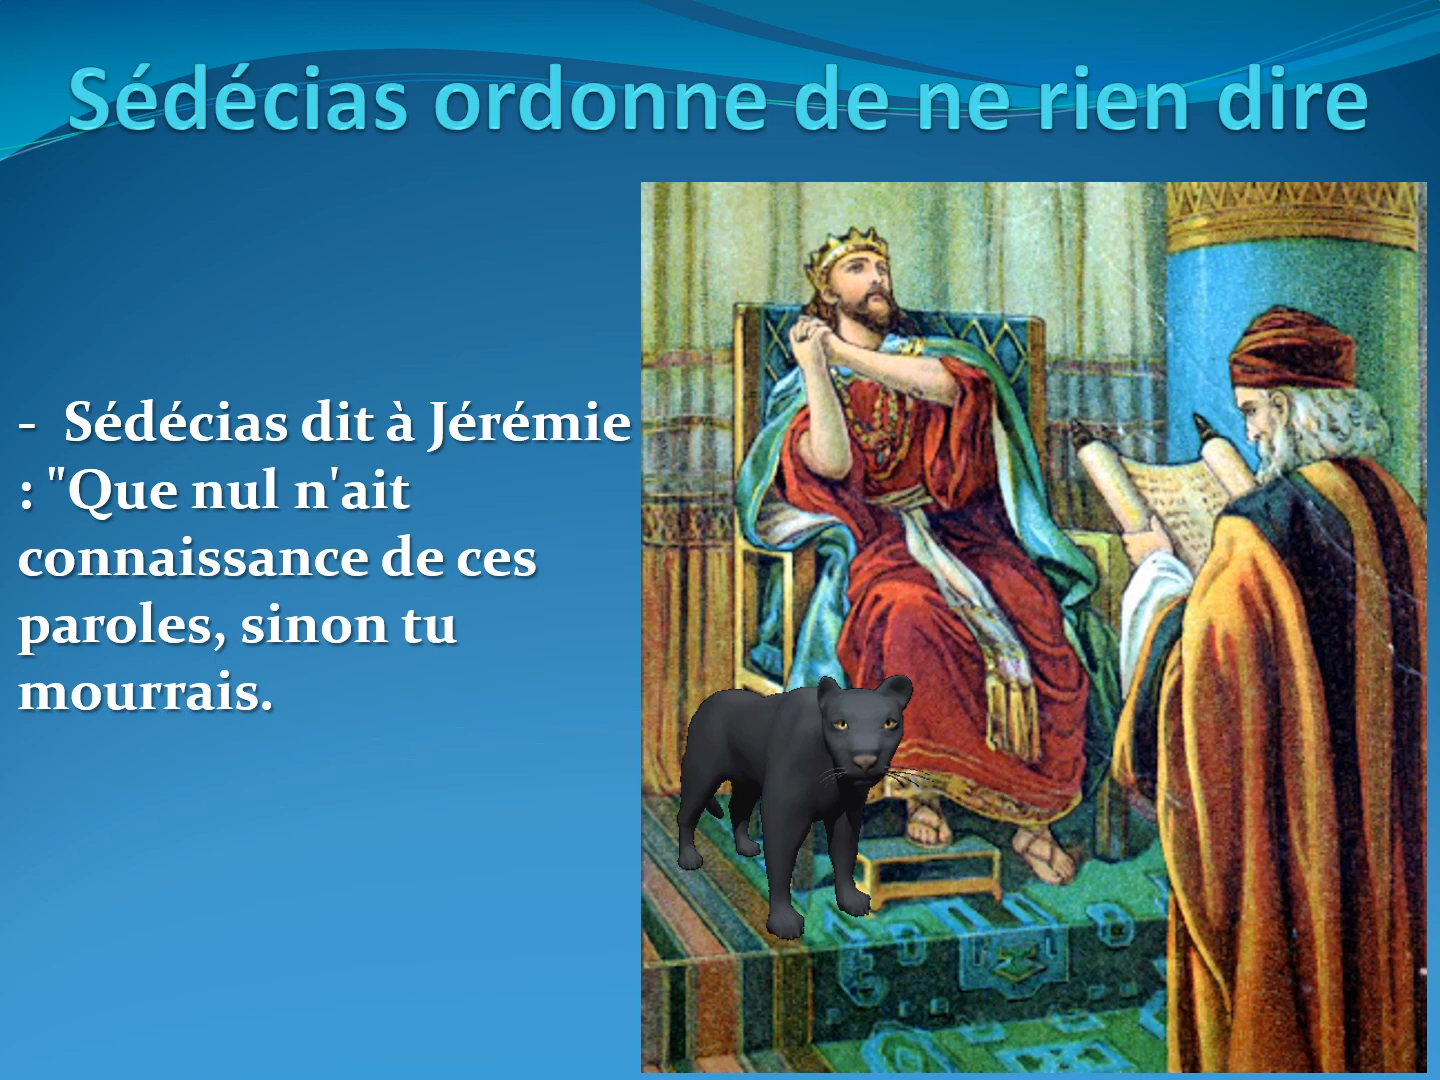 Sédécias ordonne de ne rien dire
- Sédécias dit à Jérémie
: "Que nul n'ait
connaissance de ces
paroles, sinon tu
mourrais.